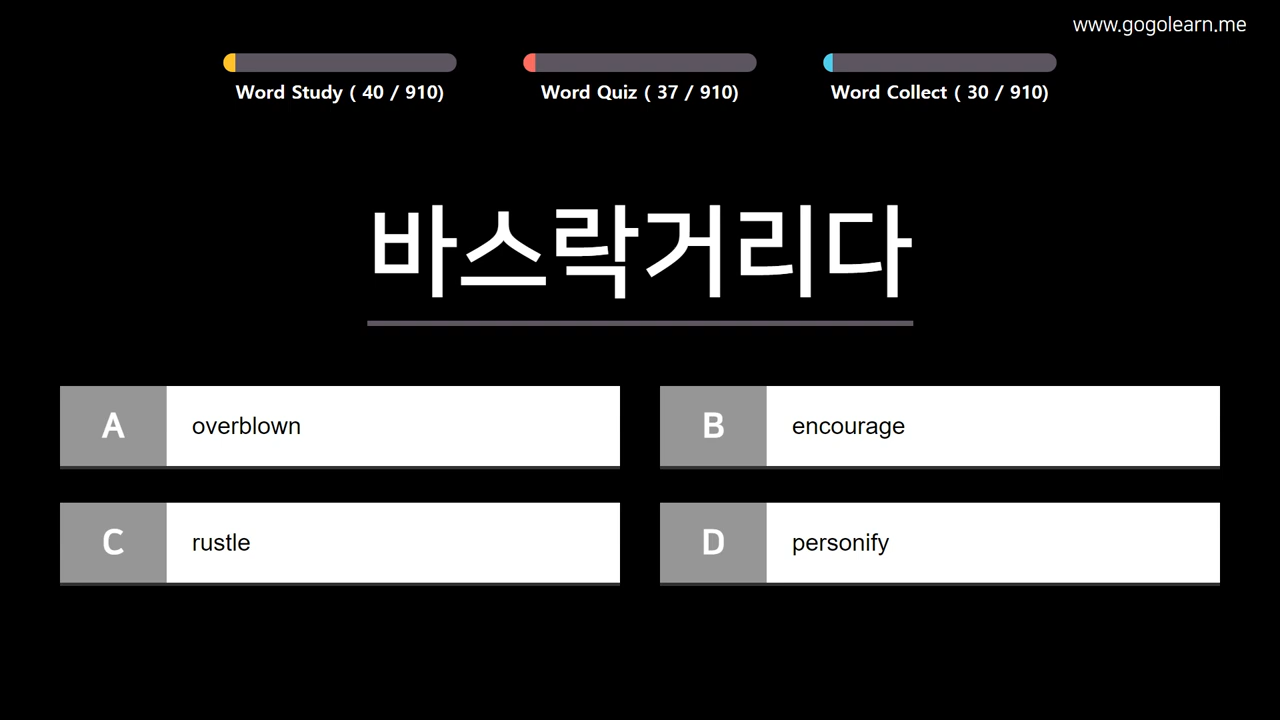 www.gogolearn.me
Word Study ( 40 / 910)
Word Quiz ( 37 / 910)
Word Collect ( 30 / 910)
바스락거리다
A overblown
B encourage
C rustle
D personify